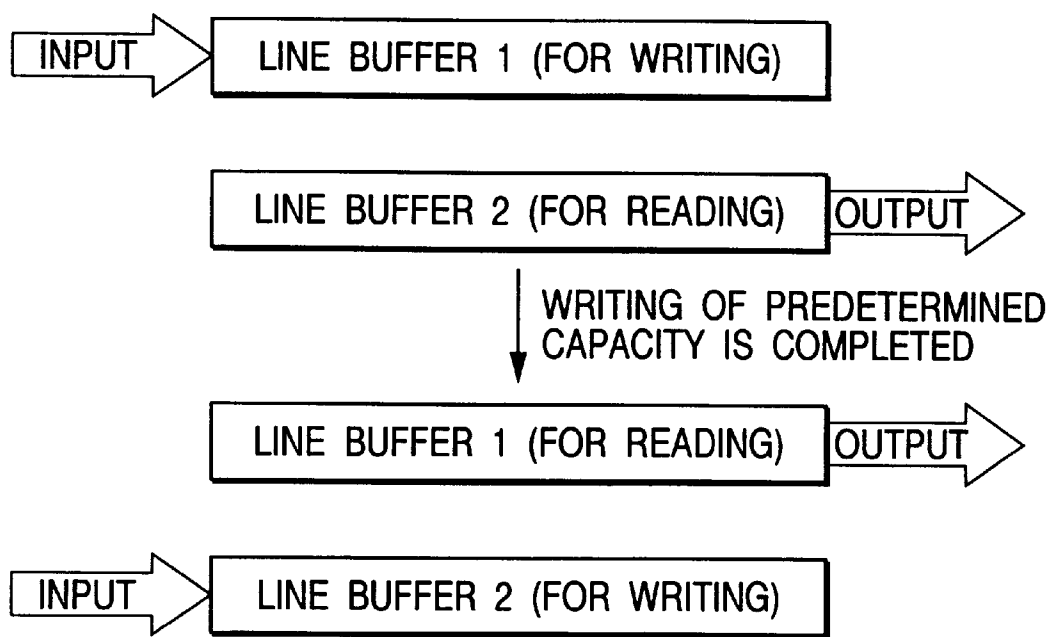 INPUT
LINE BUFFER 1 (FOR WRITING)
LINE BUFFER 2 (FOR READING)
OUTPUT
WRITING OF PREDETERMINED
CAPACITY IS COMPLETED
LINE BUFFER 1 (FOR READING)
OUTPUT
INPUT
LINE BUFFER 2 (FOR WRITING)